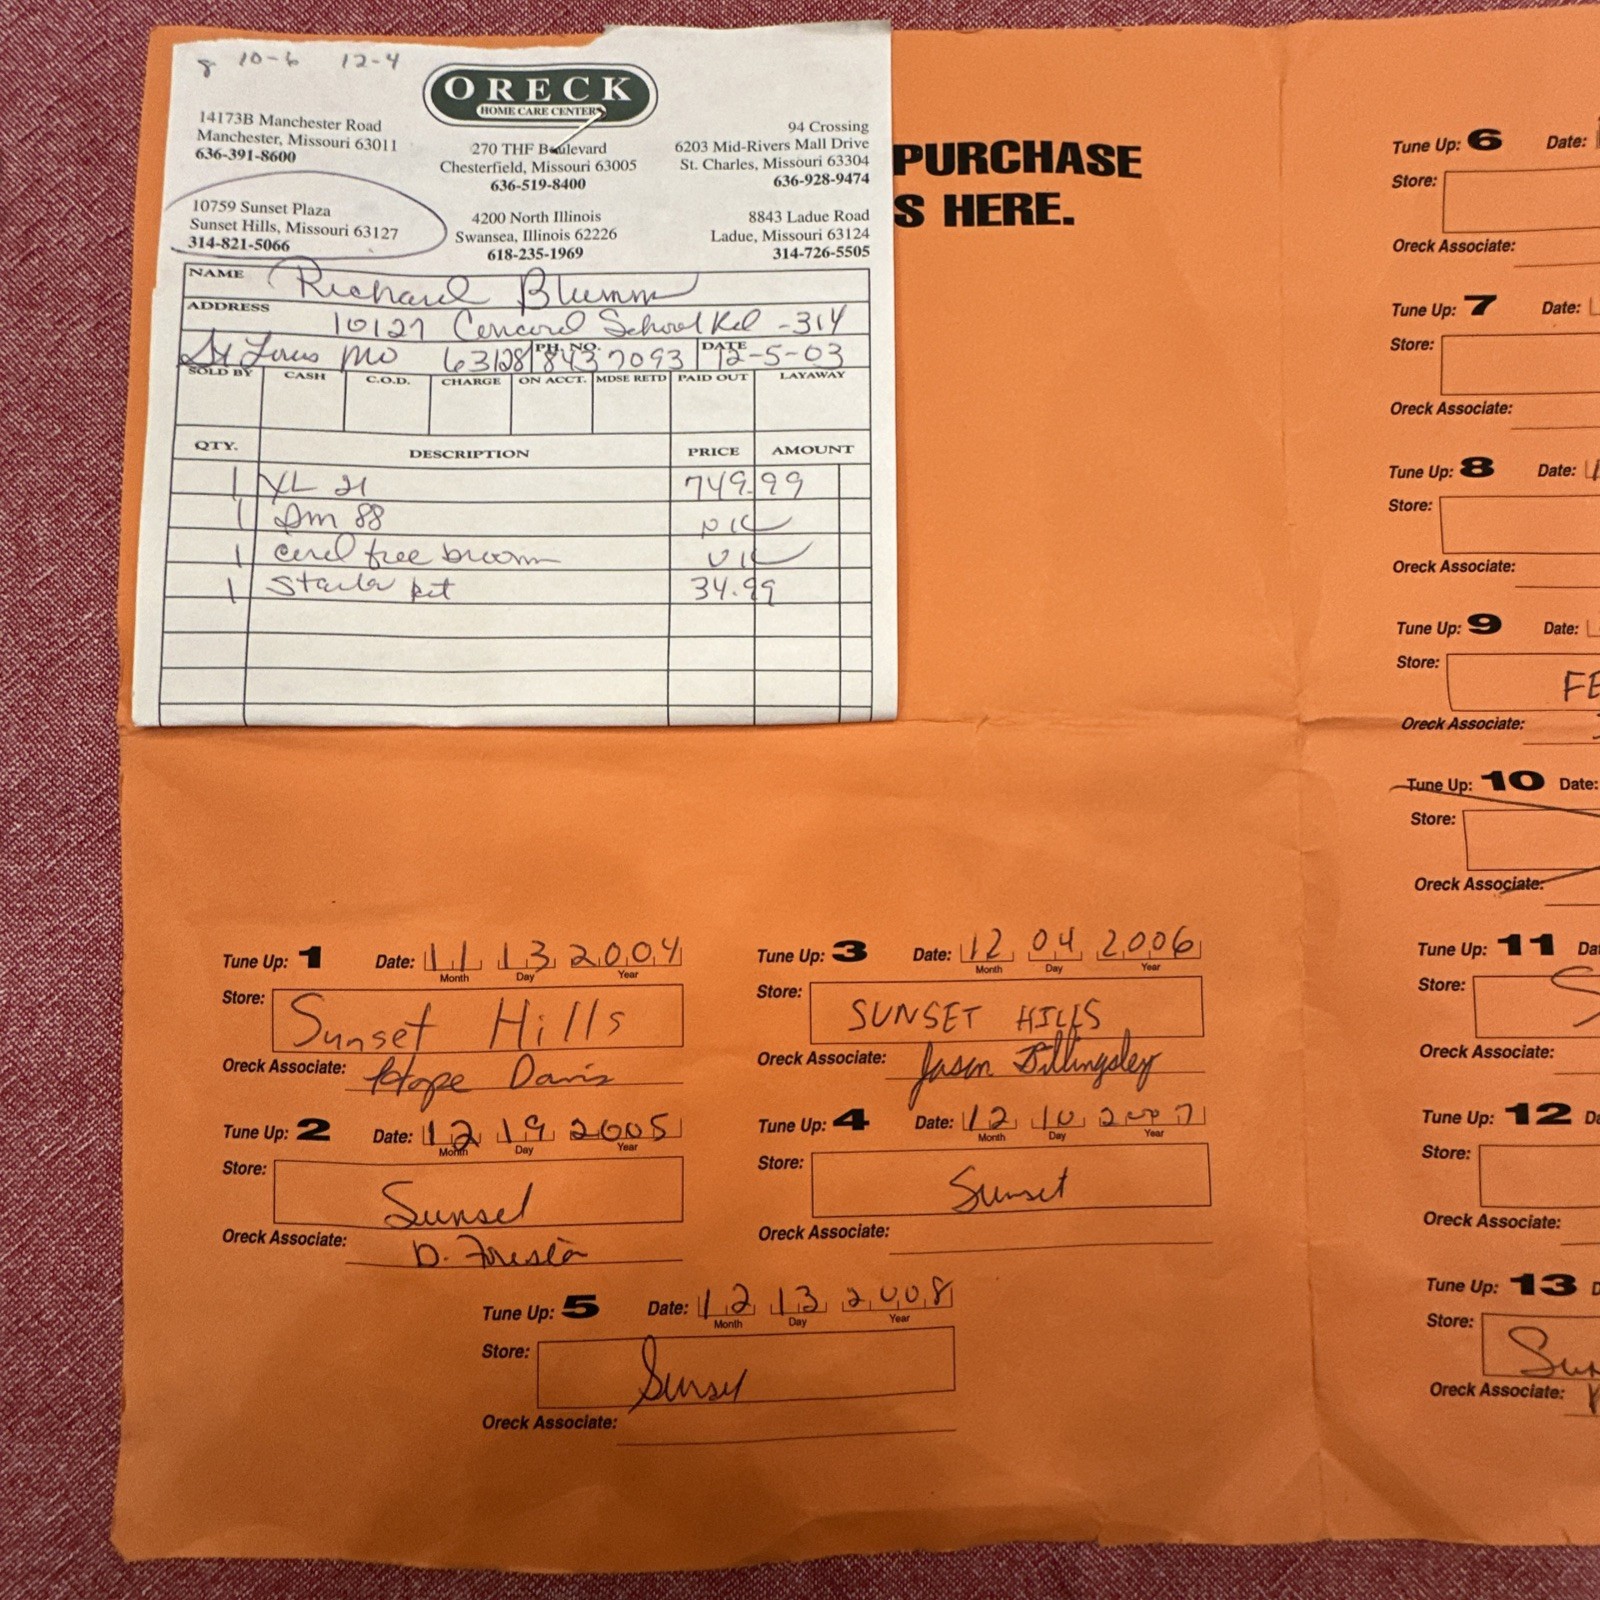 8 10-6 12-4
ORECK
HOME CARE CENTERS
14173B Manchester Road
Manchester, Missouri 63011
636-391-8600
270 THF Boulevard
Chesterfield, Missouri 63005
636-519-8400
94 Crossing
6203 Mid-Rivers Mall Drive
St. Charles, Missouri 63304
636-928-9474
10759 Sunset Plaza
Sunset Hills, Missouri 63127
314-821-5066
4200 North Illinois
Swansea, Illinois 62226
618-235-1969
8843 Ladue Road
Ladue, Missouri 63124
314-726-5505
NAME Richard Blumm
ADDRESS 10127 Concord School Rd -314
St Louis Mo 63128 PH. NO. 843 7093 DATE 12-5-03
SOLD BY CASH C.O.D. CHARGE ON ACCT. MDSE RETD PAID OUT LAYAWAY
QTY. DESCRIPTION PRICE AMOUNT
1 XL 21 749.99
1 Dm 88 N/C
1 cord free broom N/C
1 Starter kit 34.99
PURCHASE
S HERE.
Tune Up: 1 Date: 11 13 2004
Month Day Year
Store: Sunset Hills
Oreck Associate: Hope Davis
Tune Up: 2 Date: 12 19 2005
Month Day Year
Store: Sunset
Oreck Associate: D. Foresta
Tune Up: 3 Date: 12 04 2006
Month Day Year
Store: SUNSET HILLS
Oreck Associate: Jason Billingsley
Tune Up: 4 Date: 12 10 2007
Month Day Year
Store: Sunset
Oreck Associate:
Tune Up: 5 Date: 12 13 2008
Month Day Year
Store: Sunset
Oreck Associate:
Tune Up: 6 Date:
Store:
Oreck Associate:
Tune Up: 7 Date:
Store:
Oreck Associate:
Tune Up: 8 Date:
Store:
Oreck Associate:
Tune Up: 9 Date:
Store: FE
Oreck Associate:
Tune Up: 10 Date:
Store:
Oreck Associate:
Tune Up: 11 Da
Store: S
Oreck Associate:
Tune Up: 12 Da
Store:
Oreck Associate:
Tune Up: 13 D
Store: Sun
Oreck Associate: